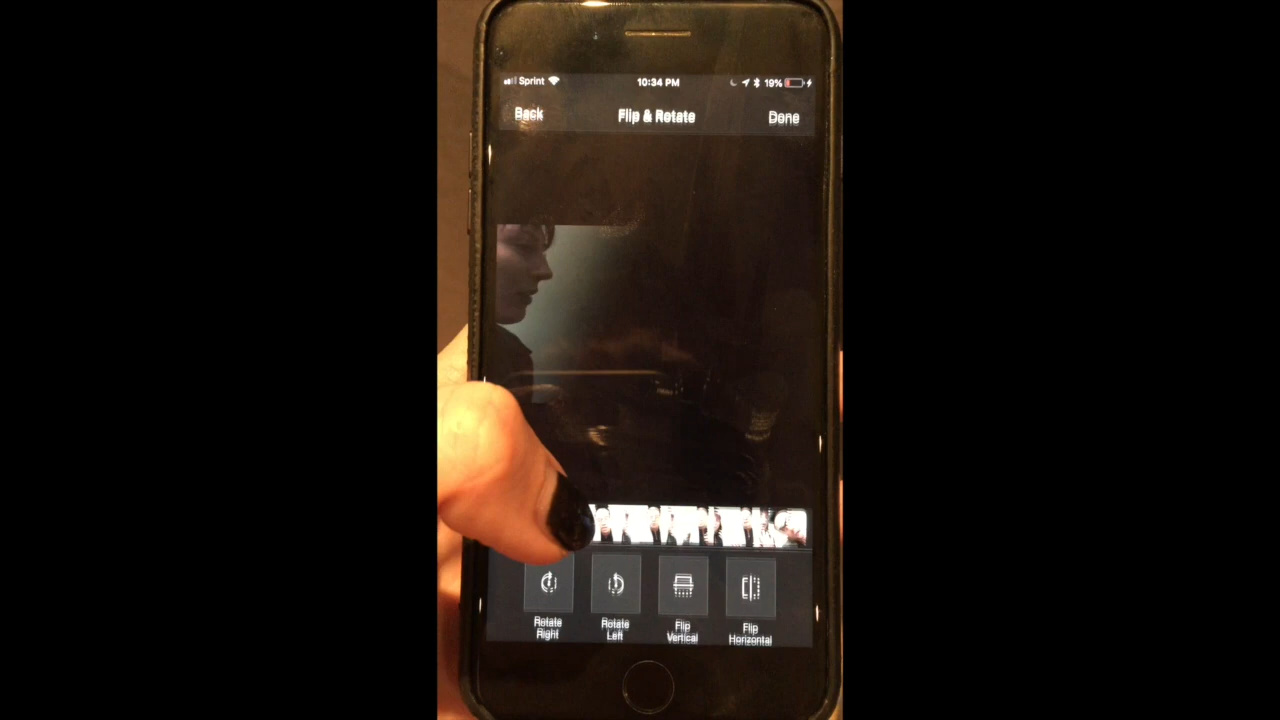 Sprint 10:34 PM 19%
Back Flip & Rotate Done
Rotate Right
Rotate Left
Flip Vertical
Flip Horizontal